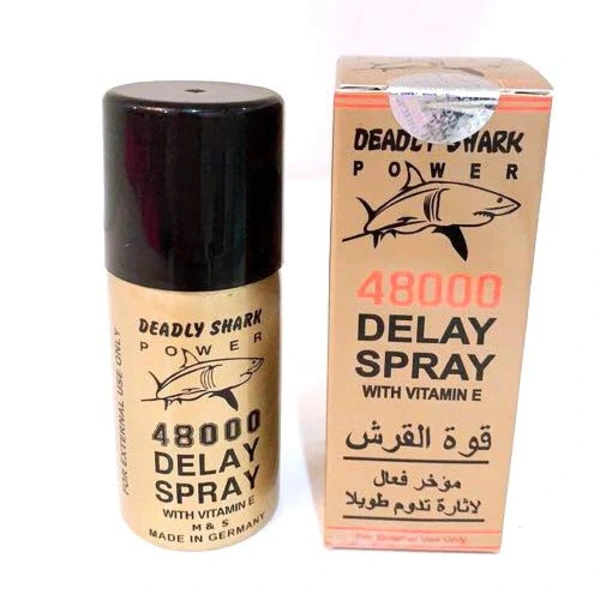 DEADLY SHARK
POWER
48000
DELAY
SPRAY
WITH VITAMIN E
M & S
MADE IN GERMANY
FOR EXTERNAL USE ONLY
DEADLY SHARK
POWER
48000
DELAY
SPRAY
WITH VITAMIN E
قوة القرش
مؤخر فعال
لاثارة تدوم طويلا
For External Use Only